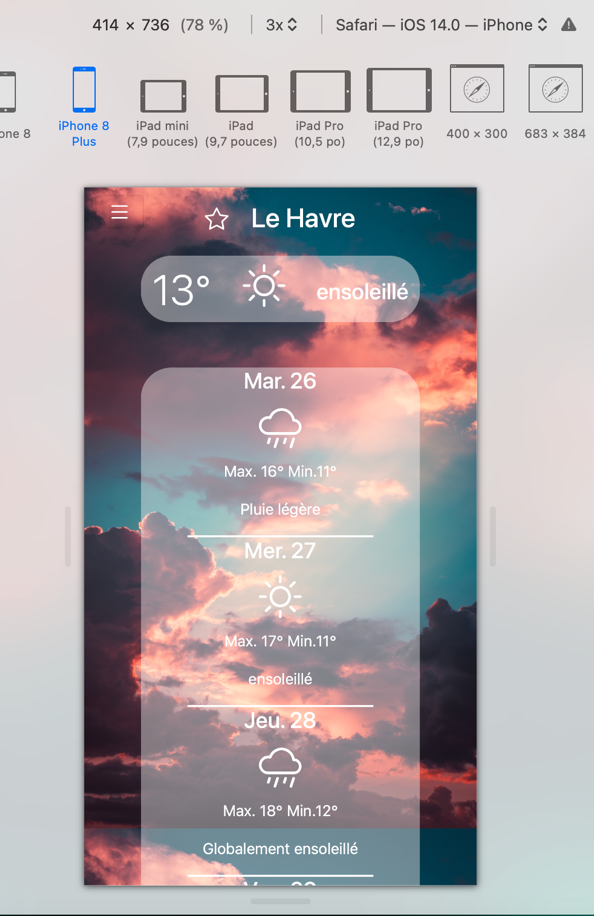 414 × 736 (78 %) 3x Safari — iOS 14.0 — iPhone
ne 8
iPhone 8
Plus
iPad mini
(7,9 pouces)
iPad
(9,7 pouces)
iPad Pro
(10,5 po)
iPad Pro
(12,9 po)
400 × 300
683 × 384
Le Havre
13° ensoleillé
Mar. 26
Max. 16° Min.11°
Pluie légère
Mer. 27
Max. 17° Min.11°
ensoleillé
Jeu. 28
Max. 18° Min.12°
Globalement ensoleillé